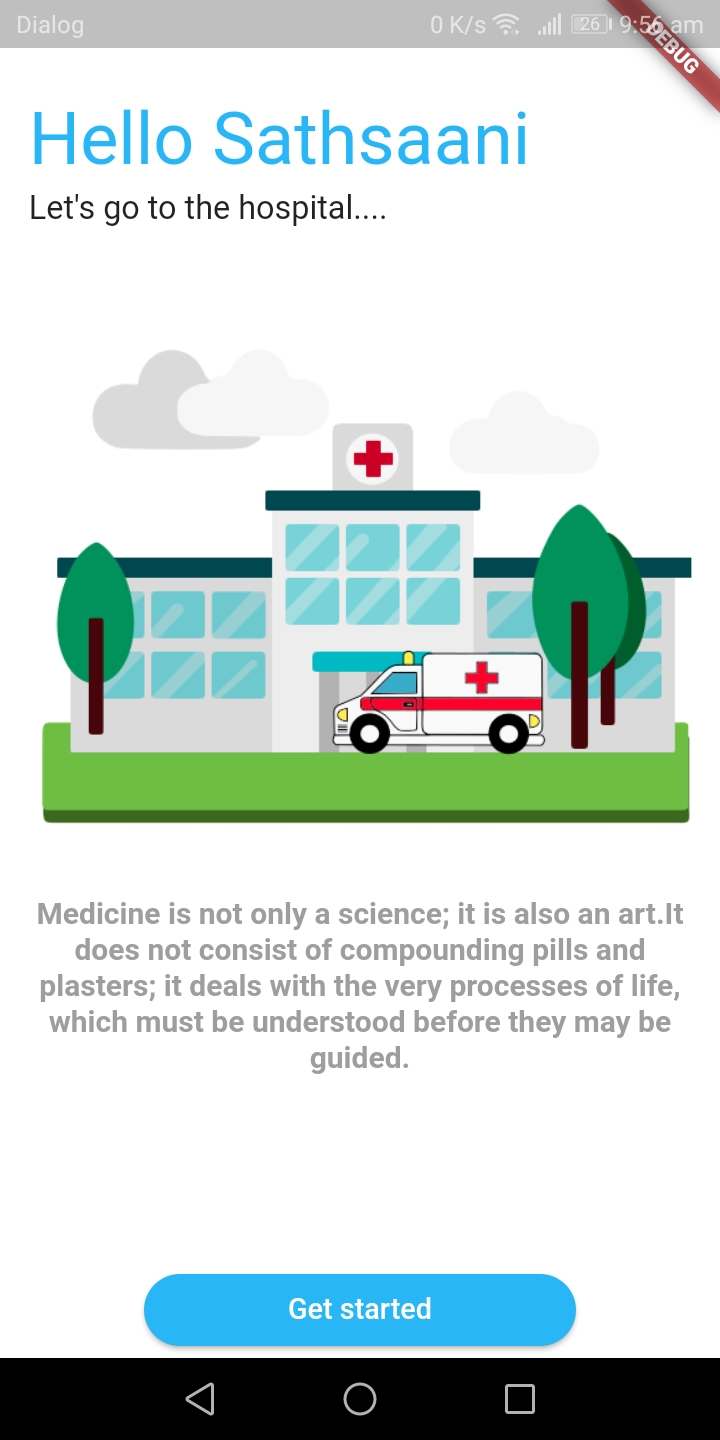 Dialog 0 K/s 26 9:56 am
DEBUG
Hello Sathsaani
Let's go to the hospital....
Medicine is not only a science; it is also an art.It
does not consist of compounding pills and
plasters; it deals with the very processes of life,
which must be understood before they may be
guided.
Get started